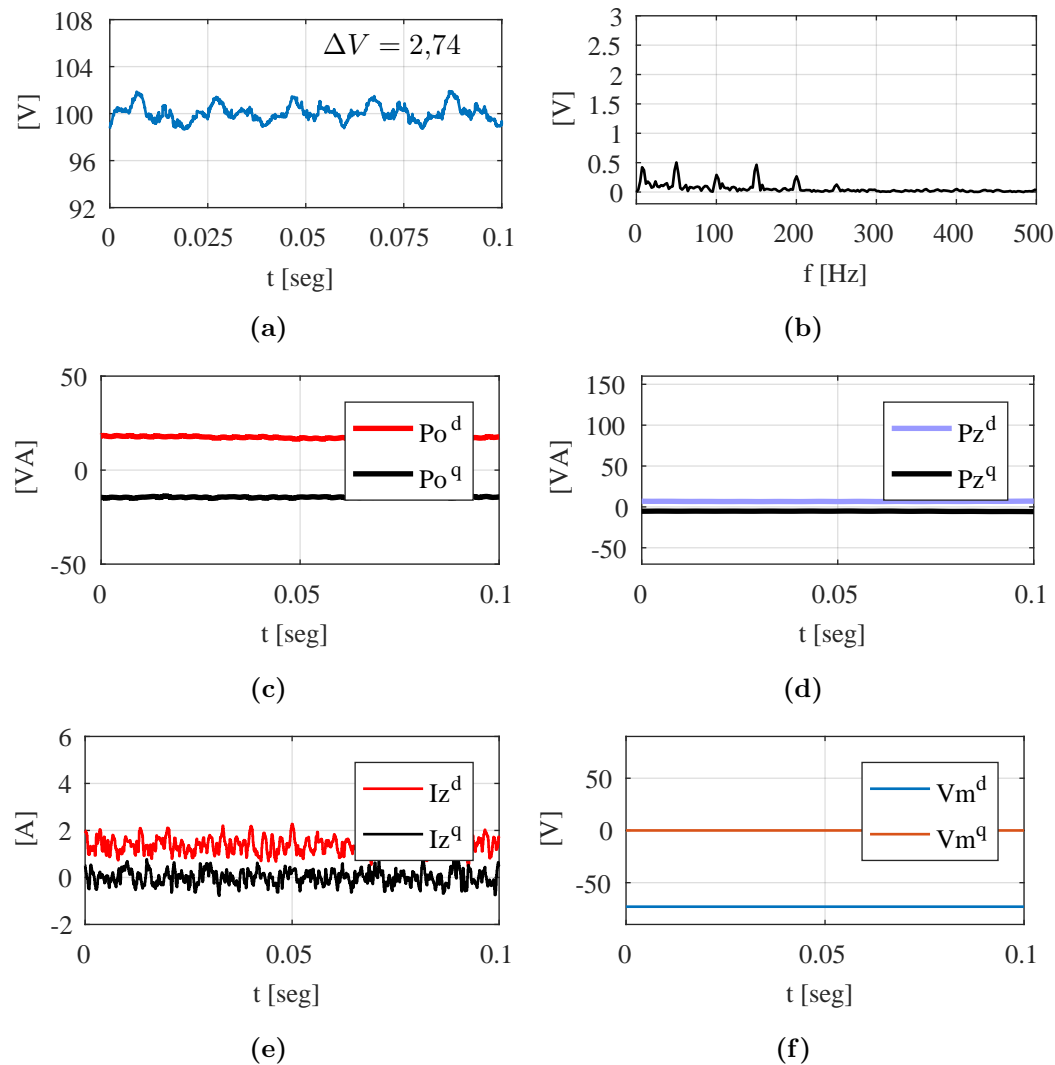 108
104
100
96
92
[V]
ΔV = 2,74
0
0.025
0.05
0.075
0.1
t [seg]
(a)
3
2.5
2
1.5
1
0.5
0
[V]
0
100
200
300
400
500
f [Hz]
(b)
50
0
-50
[VA]
Po^d
Po^q
0
0.05
0.1
t [seg]
(c)
150
100
50
0
-50
[VA]
Pz^d
Pz^q
0
0.05
0.1
t [seg]
(d)
6
4
2
0
-2
[A]
Iz^d
Iz^q
0
0.05
0.1
t [seg]
(e)
50
0
-50
[V]
Vm^d
Vm^q
0
0.05
0.1
t [seg]
(f)